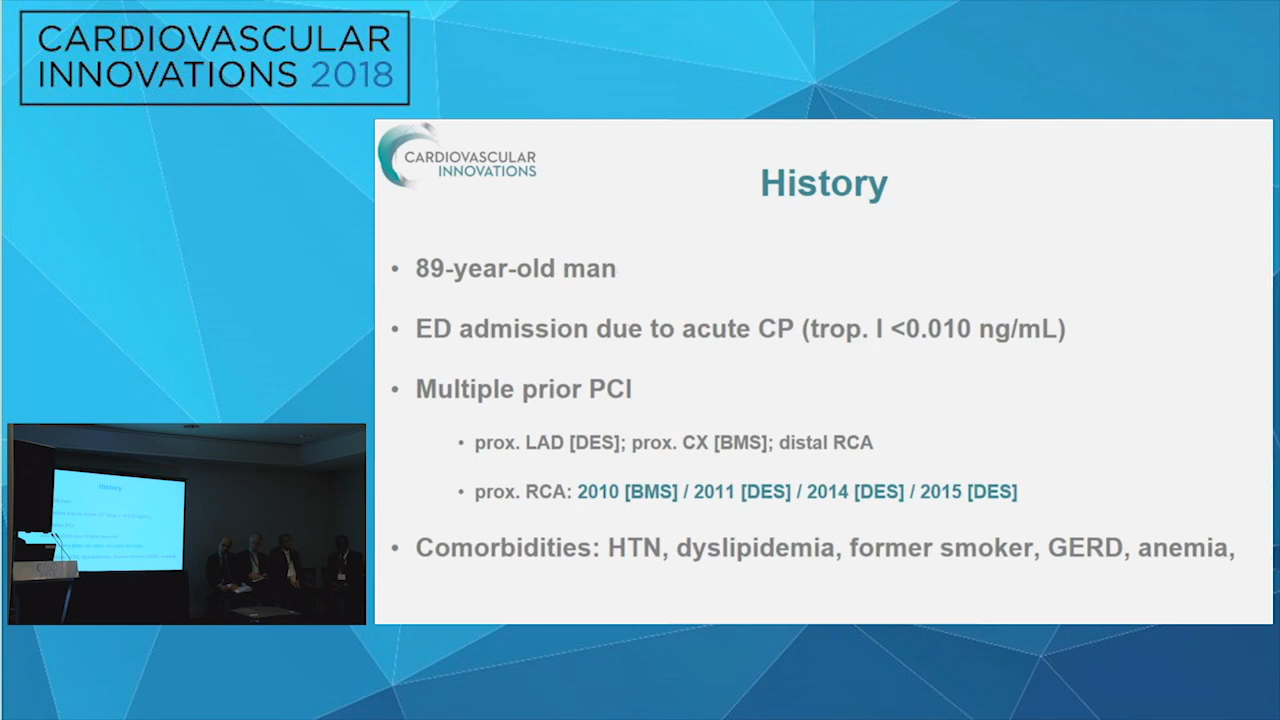 CARDIOVASCULAR
INNOVATIONS 2018
CARDIOVASCULAR
INNOVATIONS
History
• 89-year-old man
• ED admission due to acute CP (trop. I <0.010 ng/mL)
• Multiple prior PCI
• prox. LAD [DES]; prox. CX [BMS]; distal RCA
• prox. RCA: 2010 [BMS] / 2011 [DES] / 2014 [DES] / 2015 [DES]
• Comorbidities: HTN, dyslipidemia, former smoker, GERD, anemia,
History